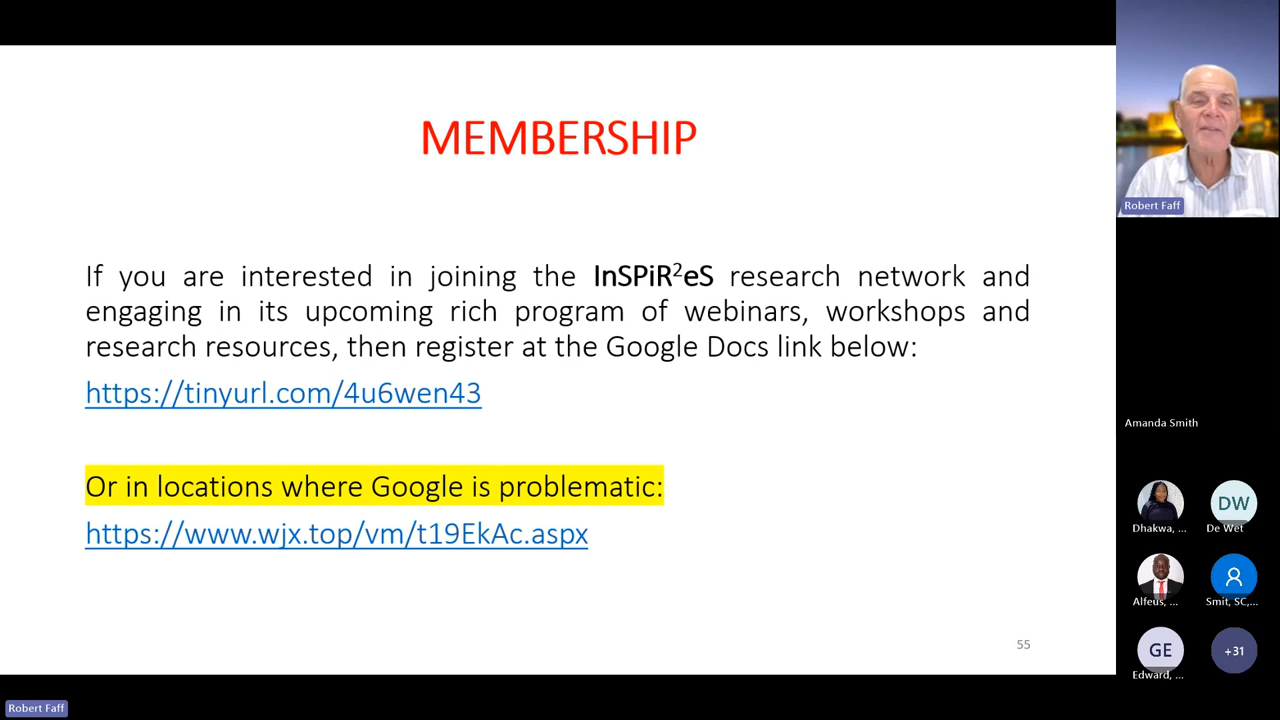 MEMBERSHIP
If you are interested in joining the InSPiR²eS research network and
engaging in its upcoming rich program of webinars, workshops and
research resources, then register at the Google Docs link below:
https://tinyurl.com/4u6wen43
Or in locations where Google is problematic:
https://www.wjx.top/vm/t19EkAc.aspx
55
Robert Faff
Amanda Smith
DW
Dhakwa, ...
De Wet
Alfeus, ...
Smit, SC,...
GE
+31
Edward, ...
Robert Faff